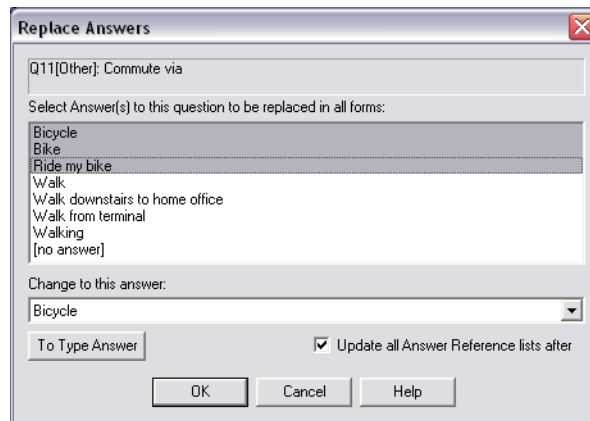 Replace Answers
Q11[Other]: Commute via
Select Answer(s) to this question to be replaced in all forms:
Bicycle
Bike
Ride my bike
Walk
Walk downstairs to home office
Walk from terminal
Walking
[no answer]
Change to this answer:
Bicycle
To Type Answer
Update all Answer Reference lists after
OK
Cancel
Help